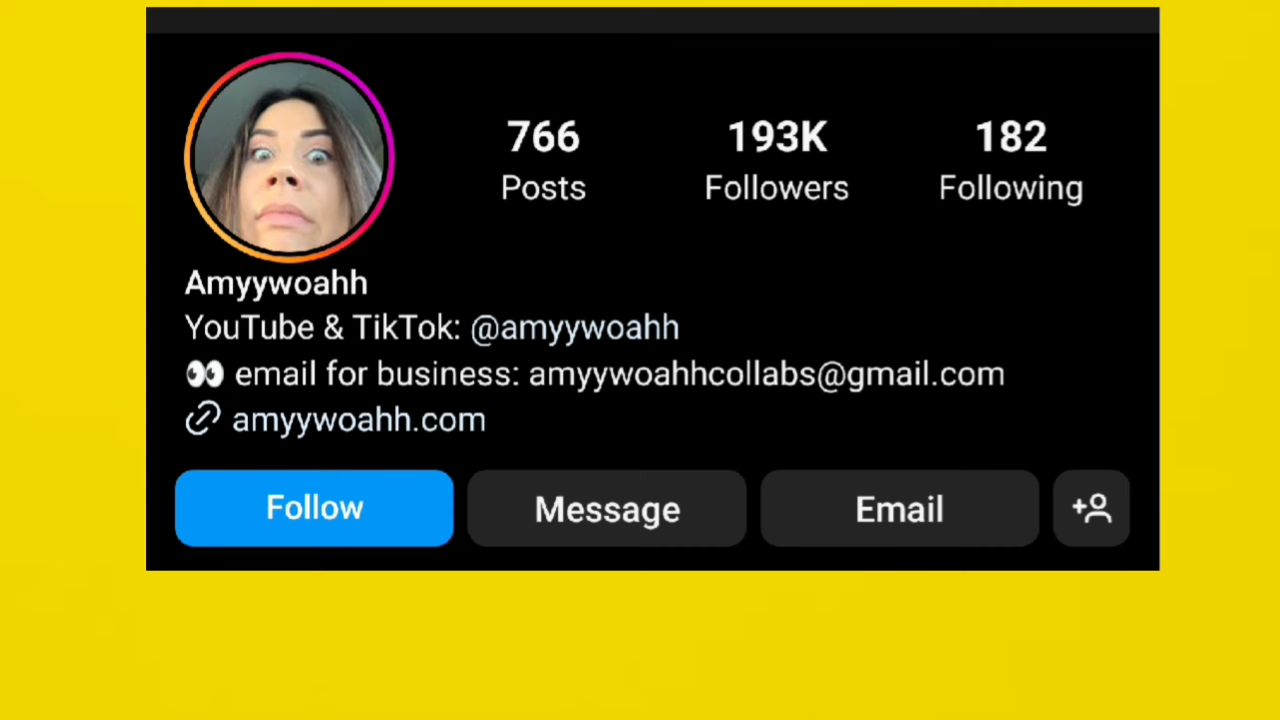 766 193K 182
Posts Followers Following
Amyywoahh
YouTube & TikTok: @amyywoahh
👀 email for business: amyywoahhcollabs@gmail.com
amyywoahh.com
Follow Message Email